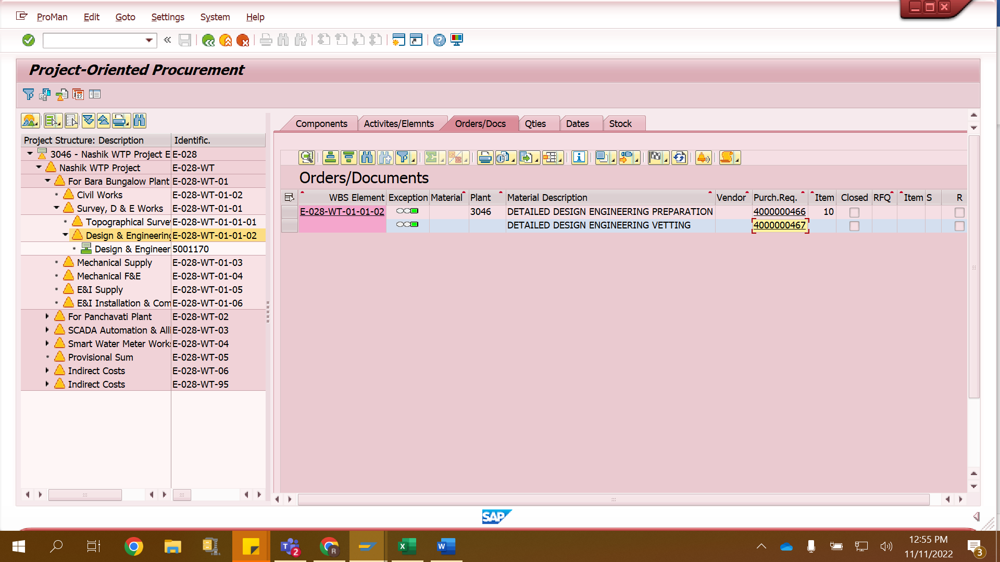 ProMan Edit Goto Settings System Help
Project-Oriented Procurement
Components Activites/Elemnts Orders/Docs Qties Dates Stock
Project Structure: Description Identific.
3046 - Nashik WTP Project E E-028
Nashik WTP Project E-028-WT
For Bara Bungalow Plant E-028-WT-01
Civil Works E-028-WT-01-02
Survey, D & E Works E-028-WT-01-01
Topographical Surve E-028-WT-01-01-01
Design & Engineering E-028-WT-01-01-02
Design & Engineer 5001170
Mechanical Supply E-028-WT-01-03
Mechanical F&E E-028-WT-01-04
E&I Supply E-028-WT-01-05
E&I Installation & Com E-028-WT-01-06
For Panchavati Plant E-028-WT-02
SCADA Automation & Alli E-028-WT-03
Smart Water Meter Works E-028-WT-04
Provisional Sum E-028-WT-05
Indirect Costs E-028-WT-06
Indirect Costs E-028-WT-95
Orders/Documents
WBS Element Exception Material Plant Material Description Vendor Purch.Req. Item Closed RFQ Item S R
E-028-WT-01-01-02 3046 DETAILED DESIGN ENGINEERING PREPARATION 4000000466 10
DETAILED DESIGN ENGINEERING VETTING 4000000467
SAP
12:55 PM
11/11/2022
2
R
3